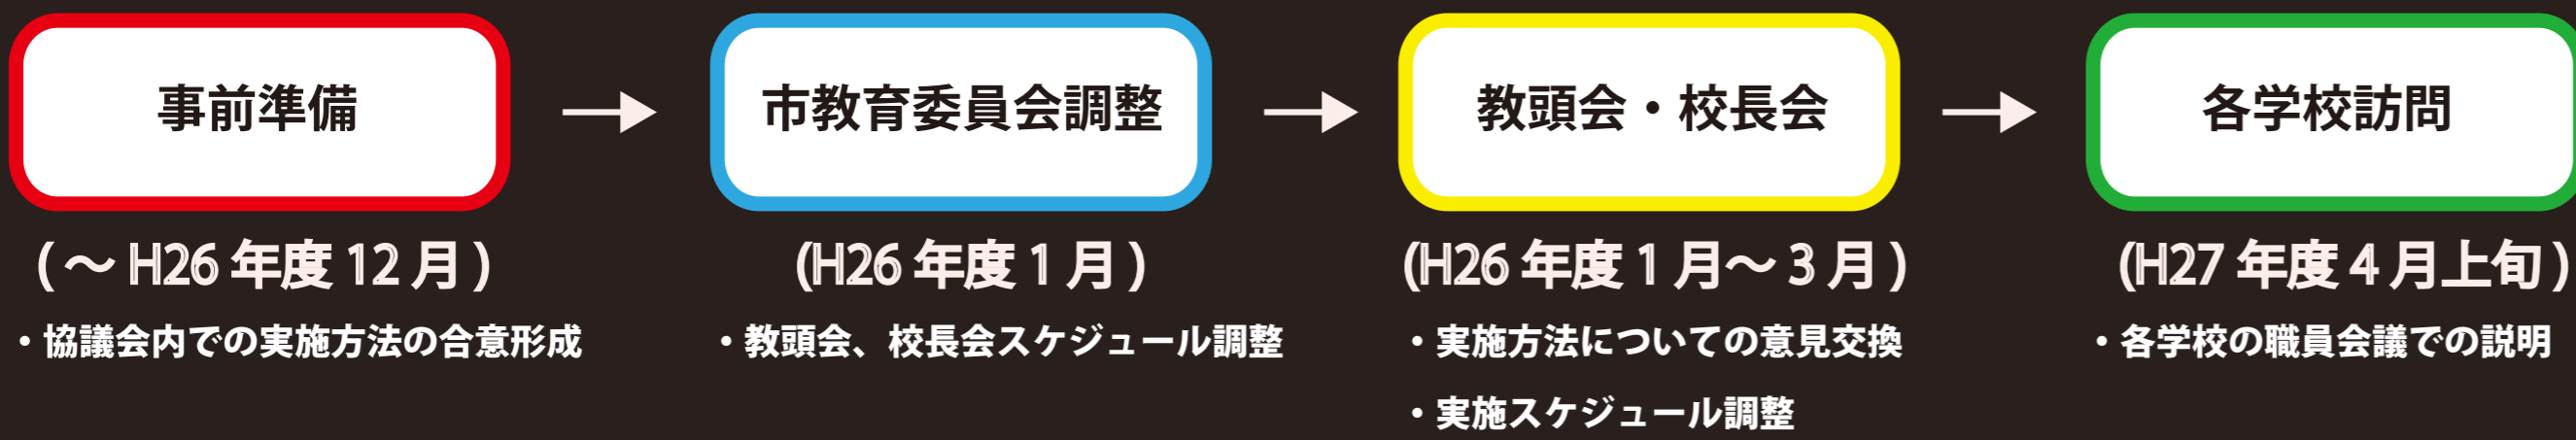 事前準備
市教育委員会調整
教頭会・校長会
各学校訪問
(～H26年度12月)
(H26年度1月)
(H26年度1月～3月)
(H27年度4月上旬)
・協議会内での実施方法の合意形成
・教頭会、校長会スケジュール調整
・実施方法についての意見交換
・各学校の職員会議での説明
・実施スケジュール調整